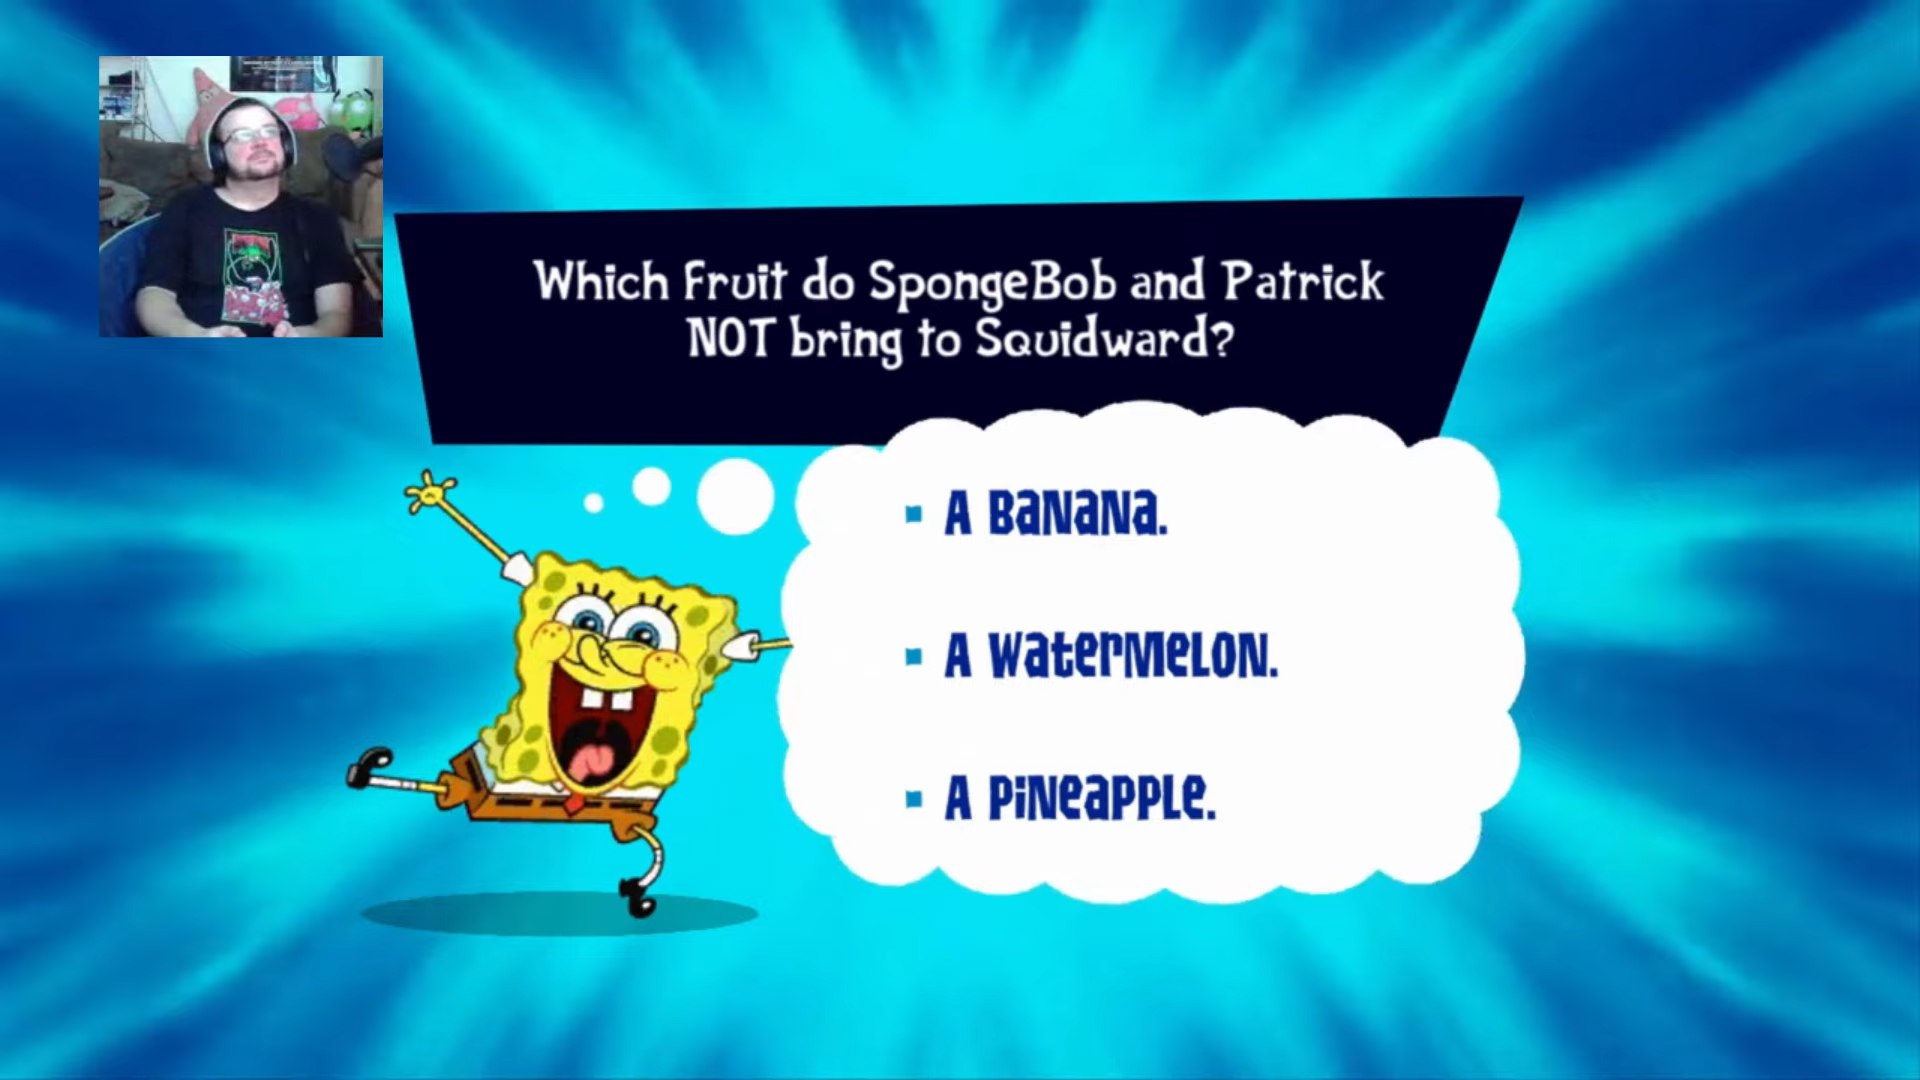 Which Fruit do SpongeBob and Patrick
NOT bring to Squidward?
A BaNaNa.
A WaterMeLON.
A PiNeaPPLe.